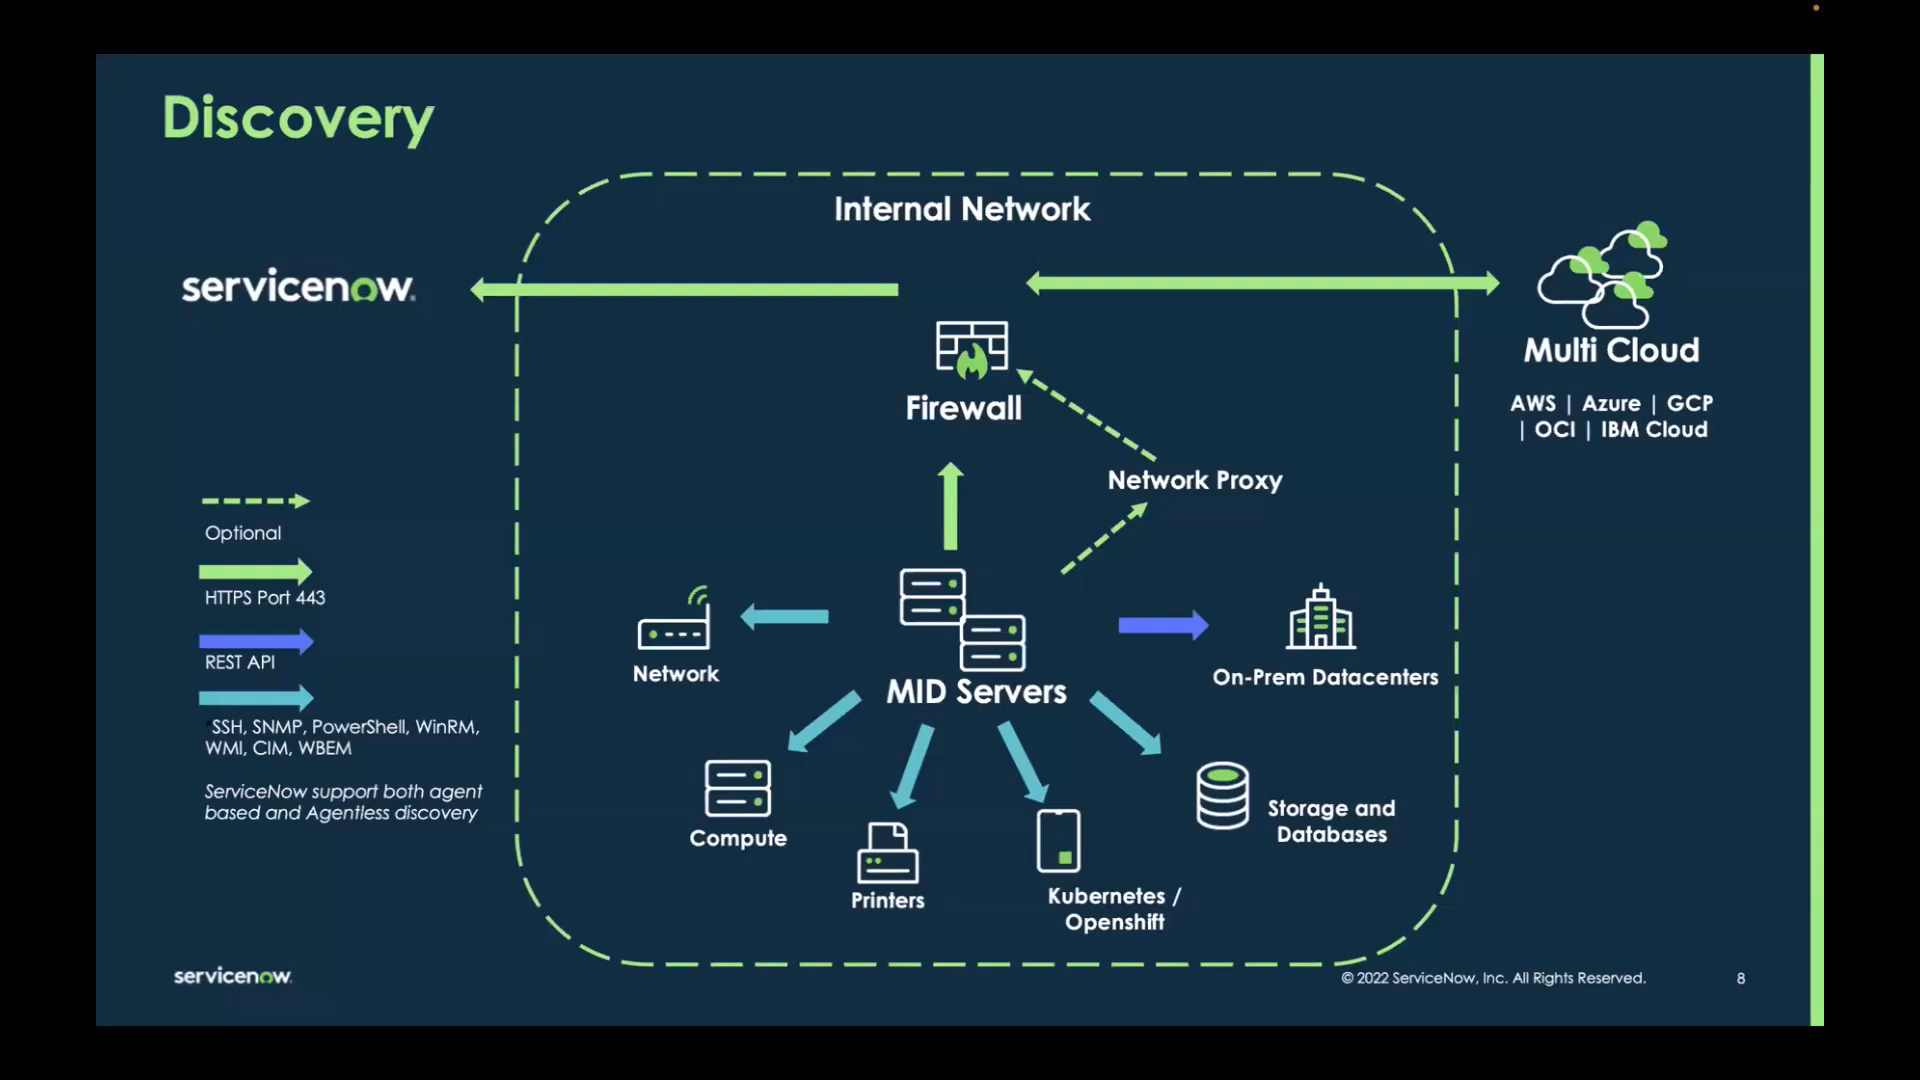 Discovery
Internal Network
servicenow
Multi Cloud
AWS | Azure | GCP
| OCI | IBM Cloud
Firewall
Network Proxy
Optional
HTTPS Port 443
REST API
SSH, SNMP, PowerShell, WinRM,
WMI, CIM, WBEM
ServiceNow support both agent
based and Agentless discovery
Network
MID Servers
On-Prem Datacenters
Compute
Printers
Kubernetes /
Openshift
Storage and
Databases
servicenow
© 2022 ServiceNow, Inc. All Rights Reserved.
8